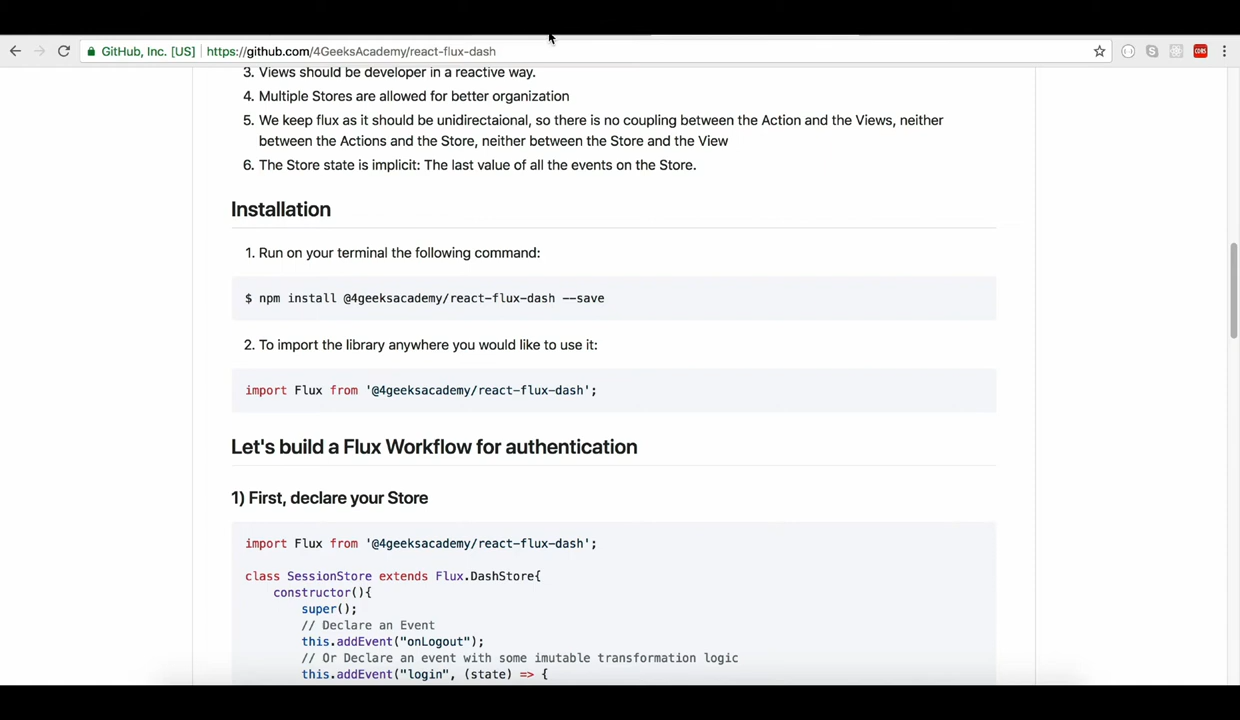 GitHub, Inc. [US] https://github.com/4GeeksAcademy/react-flux-dash
CORS
3. Views should be developer in a reactive way.
4. Multiple Stores are allowed for better organization
5. We keep flux as it should be unidirectaional, so there is no coupling between the Action and the Views, neither
between the Actions and the Store, neither between the Store and the View
6. The Store state is implicit: The last value of all the events on the Store.
Installation
1. Run on your terminal the following command:
$ npm install @4geeksacademy/react-flux-dash --save
2. To import the library anywhere you would like to use it:
import Flux from '@4geeksacademy/react-flux-dash';
Let's build a Flux Workflow for authentication
1) First, declare your Store
import Flux from '@4geeksacademy/react-flux-dash';
class SessionStore extends Flux.DashStore{
constructor(){
super();
// Declare an Event
this.addEvent("onLogout");
// Or Declare an event with some imutable transformation logic
this.addEvent("login", (state) => {